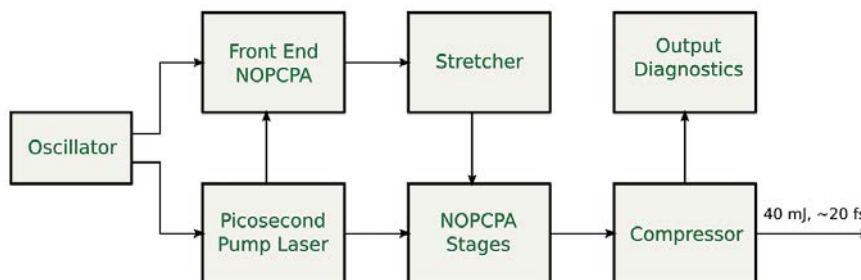 Front End
NOPCPA
Stretcher
Output
Diagnostics
Oscillator
Picosecond
Pump Laser
NOPCPA
Stages
Compressor
40 mJ, ~20 fs